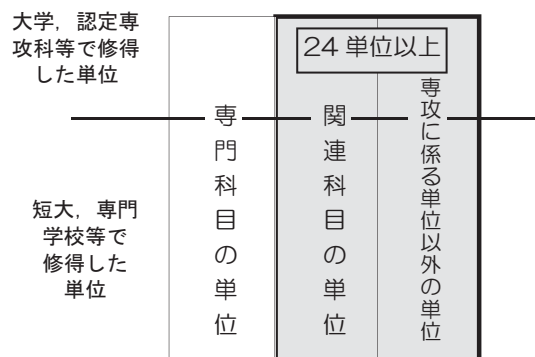 大学，認定専
攻科等で修得
した単位
24 単位以上
専門科目の単位
関連科目の単位
専攻に係る単位以外の単位
短大，専門
学校等で
修得した
単位